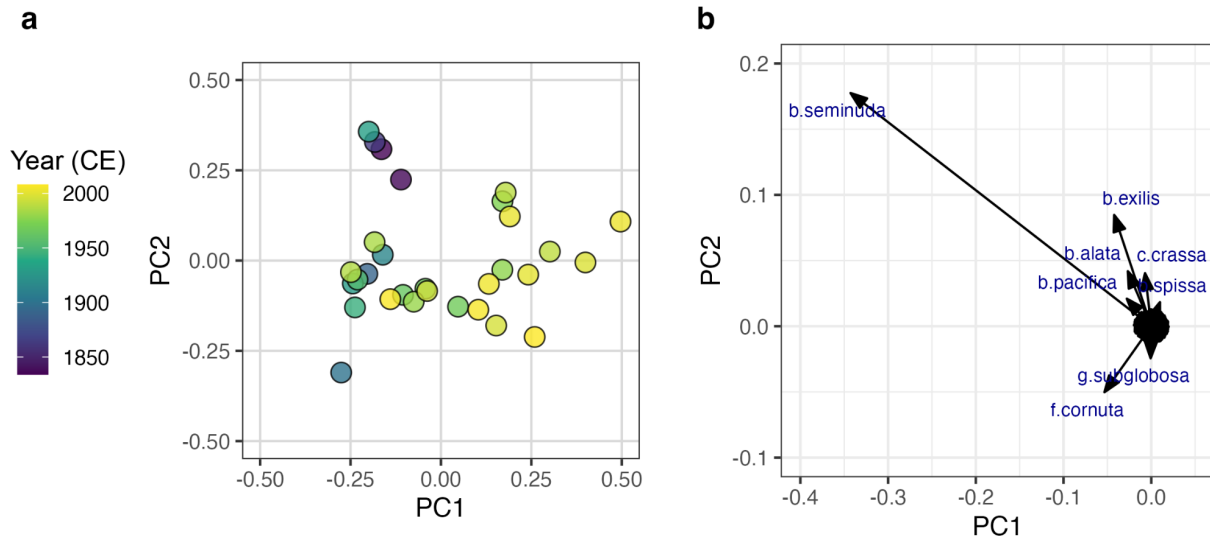 a
Year (CE)
2000
1950
1900
1850
PC2
0.50
0.25
0.00
-0.25
-0.50
-0.50
-0.25
0.00
0.25
0.50
PC1
b
PC2
0.2
0.1
0.0
-0.1
b.seminuda
b.exilis
b.alata
c.crassa
b.pacifica
spissa
g.subglobosa
f.cornuta
-0.4
-0.3
-0.2
-0.1
0.0
PC1